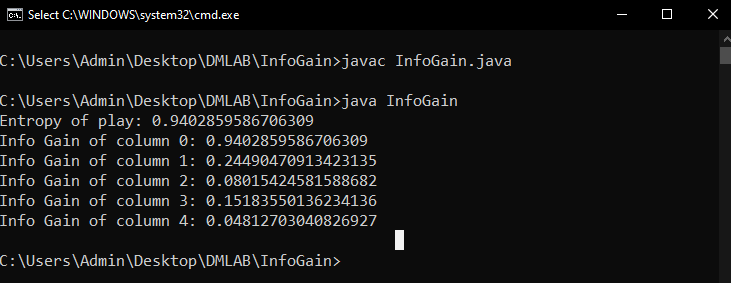 Select C:\WINDOWS\system32\cmd.exe
C:\Users\Admin\Desktop\DMLAB\InfoGain>javac InfoGain.java
C:\Users\Admin\Desktop\DMLAB\InfoGain>java InfoGain
Entropy of play: 0.9402859586706309
Info Gain of column 0: 0.9402859586706309
Info Gain of column 1: 0.24490470913423135
Info Gain of column 2: 0.08015424581588682
Info Gain of column 3: 0.15183550136234136
Info Gain of column 4: 0.04812703040826927
C:\Users\Admin\Desktop\DMLAB\InfoGain>